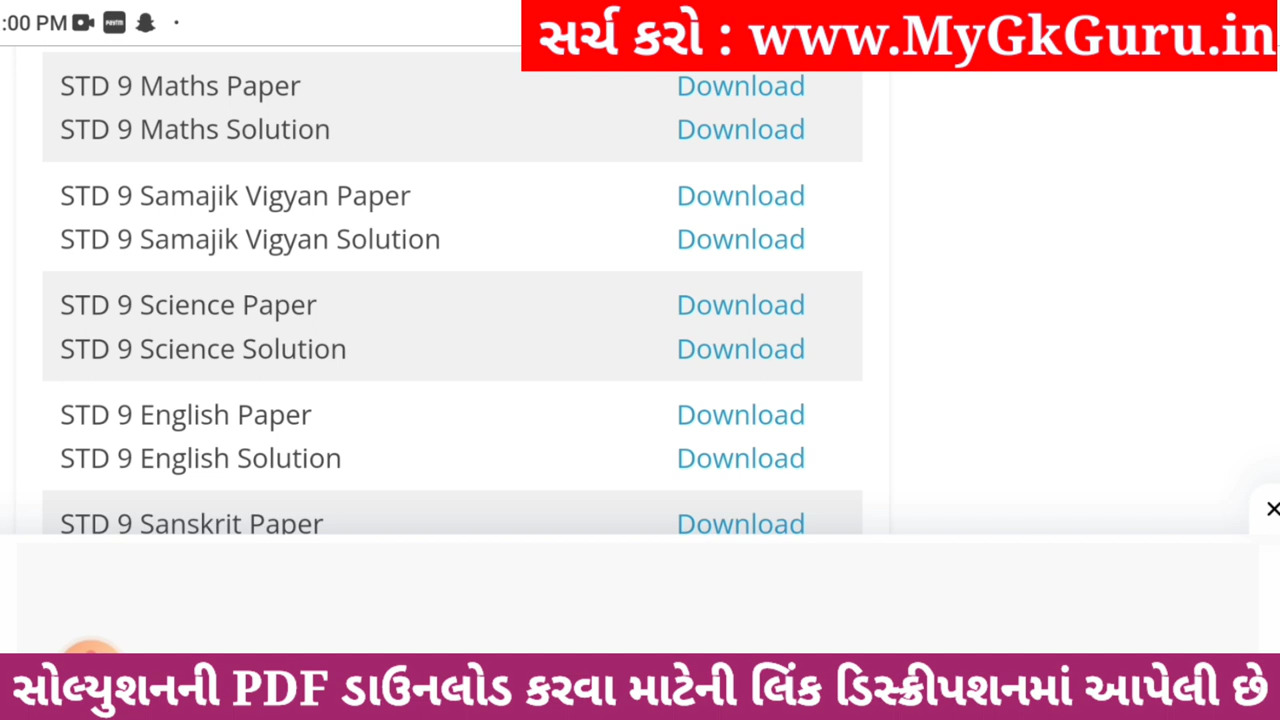 :00 PM
સર્ચ કરો : www.MyGkGuru.in
STD 9 Maths Paper Download
STD 9 Maths Solution Download
STD 9 Samajik Vigyan Paper Download
STD 9 Samajik Vigyan Solution Download
STD 9 Science Paper Download
STD 9 Science Solution Download
STD 9 English Paper Download
STD 9 English Solution Download
STD 9 Sanskrit Paper Download
સોલ્યુશનની PDF ડાઉનલોડ કરવા માટેની લિંક ડિસ્ક્રીપશનમાં આપેલી છે